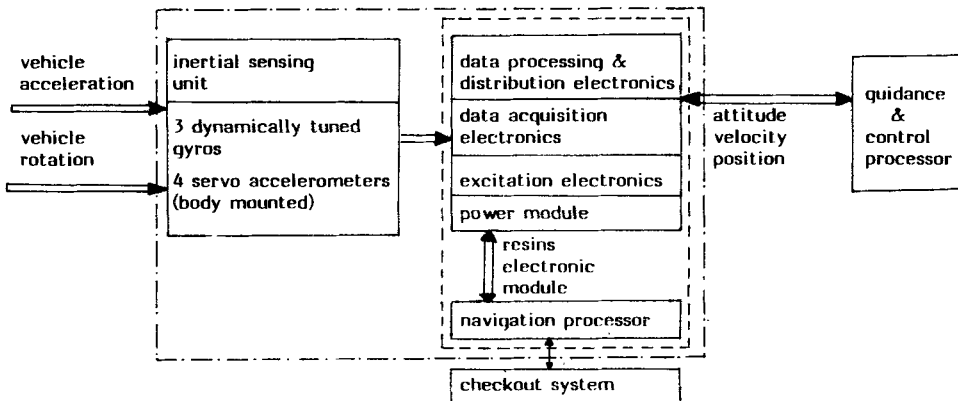 vehicle
acceleration
vehicle
rotation
inertial sensing
unit
3 dynamically tuned
gyros
4 servo accelerometers
(body mounted)
data processing &
distribution electronics
data acquisition
electronics
excitation electronics
power module
resins
electronic
module
navigation processor
checkout system
attitude
velocity
position
guidance
&
control
processor